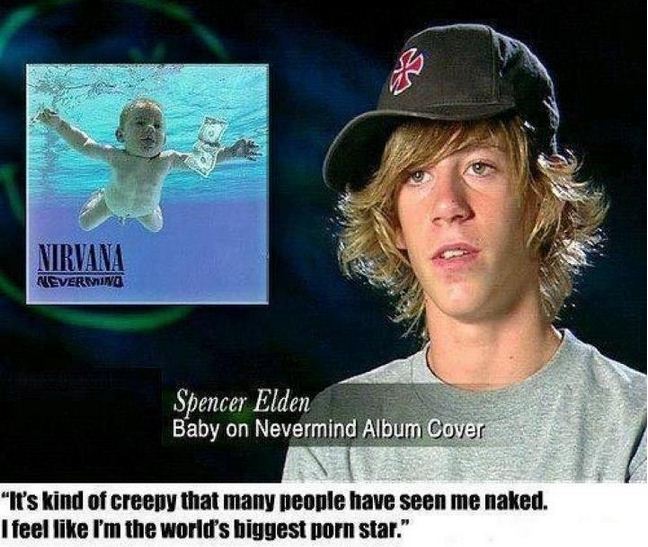 NIRVANA
NEVERMIND
Spencer Elden
Baby on Nevermind Album Cover
“It’s kind of creepy that many people have seen me naked.
I feel like I’m the world’s biggest porn star.”